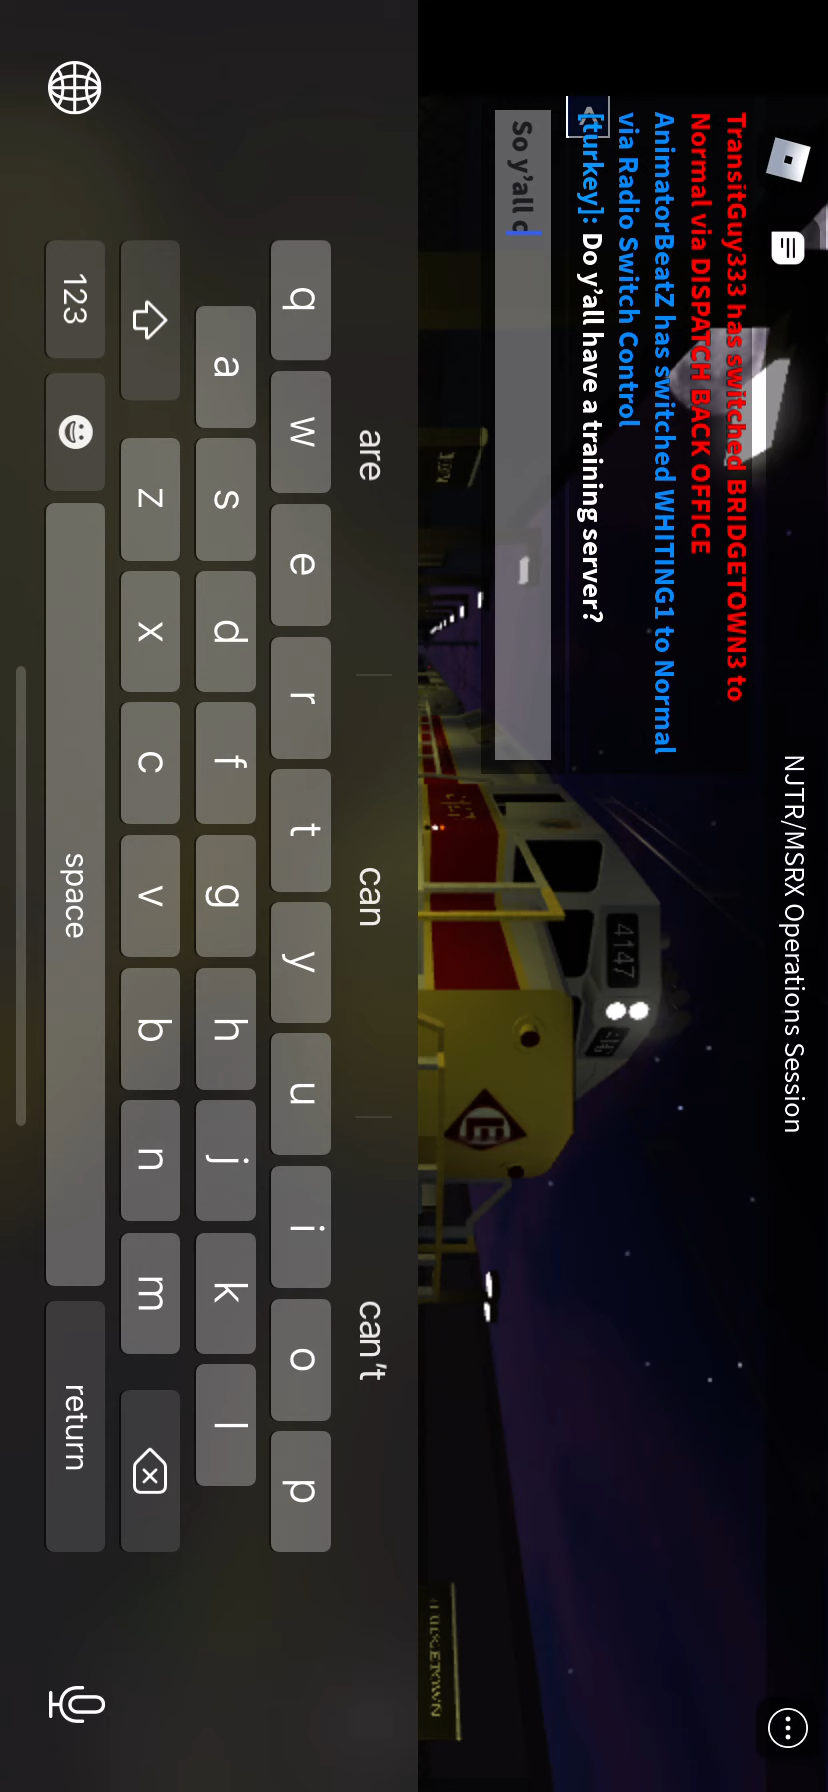 NJTR/MSRX Operations Session
TransitGuy333 has switched BRIDGETOWN3 to
Normal via DISPATCH BACK OFFICE
AnimatorBeatZ has switched WHITING1 to Normal
via Radio Switch Control
[turkey]: Do y’all have a training server?
So y’all c
4147
are can can’t
q w e r t y u i o p
a s d f g h j k l
z x c v b n m
123 space return